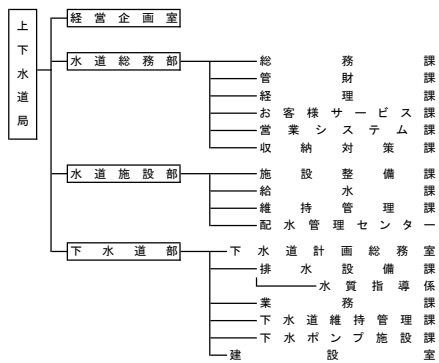 上下水道局
経営企画室
水道総務部
総務課
管財課
経理課
お客様サービス課
営業システム課
収納対策課
水道施設部
施設整備課
給水課
維持管理課
配水管理センター
下水道部
下水道計画総務室
排水設備課
水質指導係
業務課
下水道維持管理課
下水ポンプ施設課
建設室